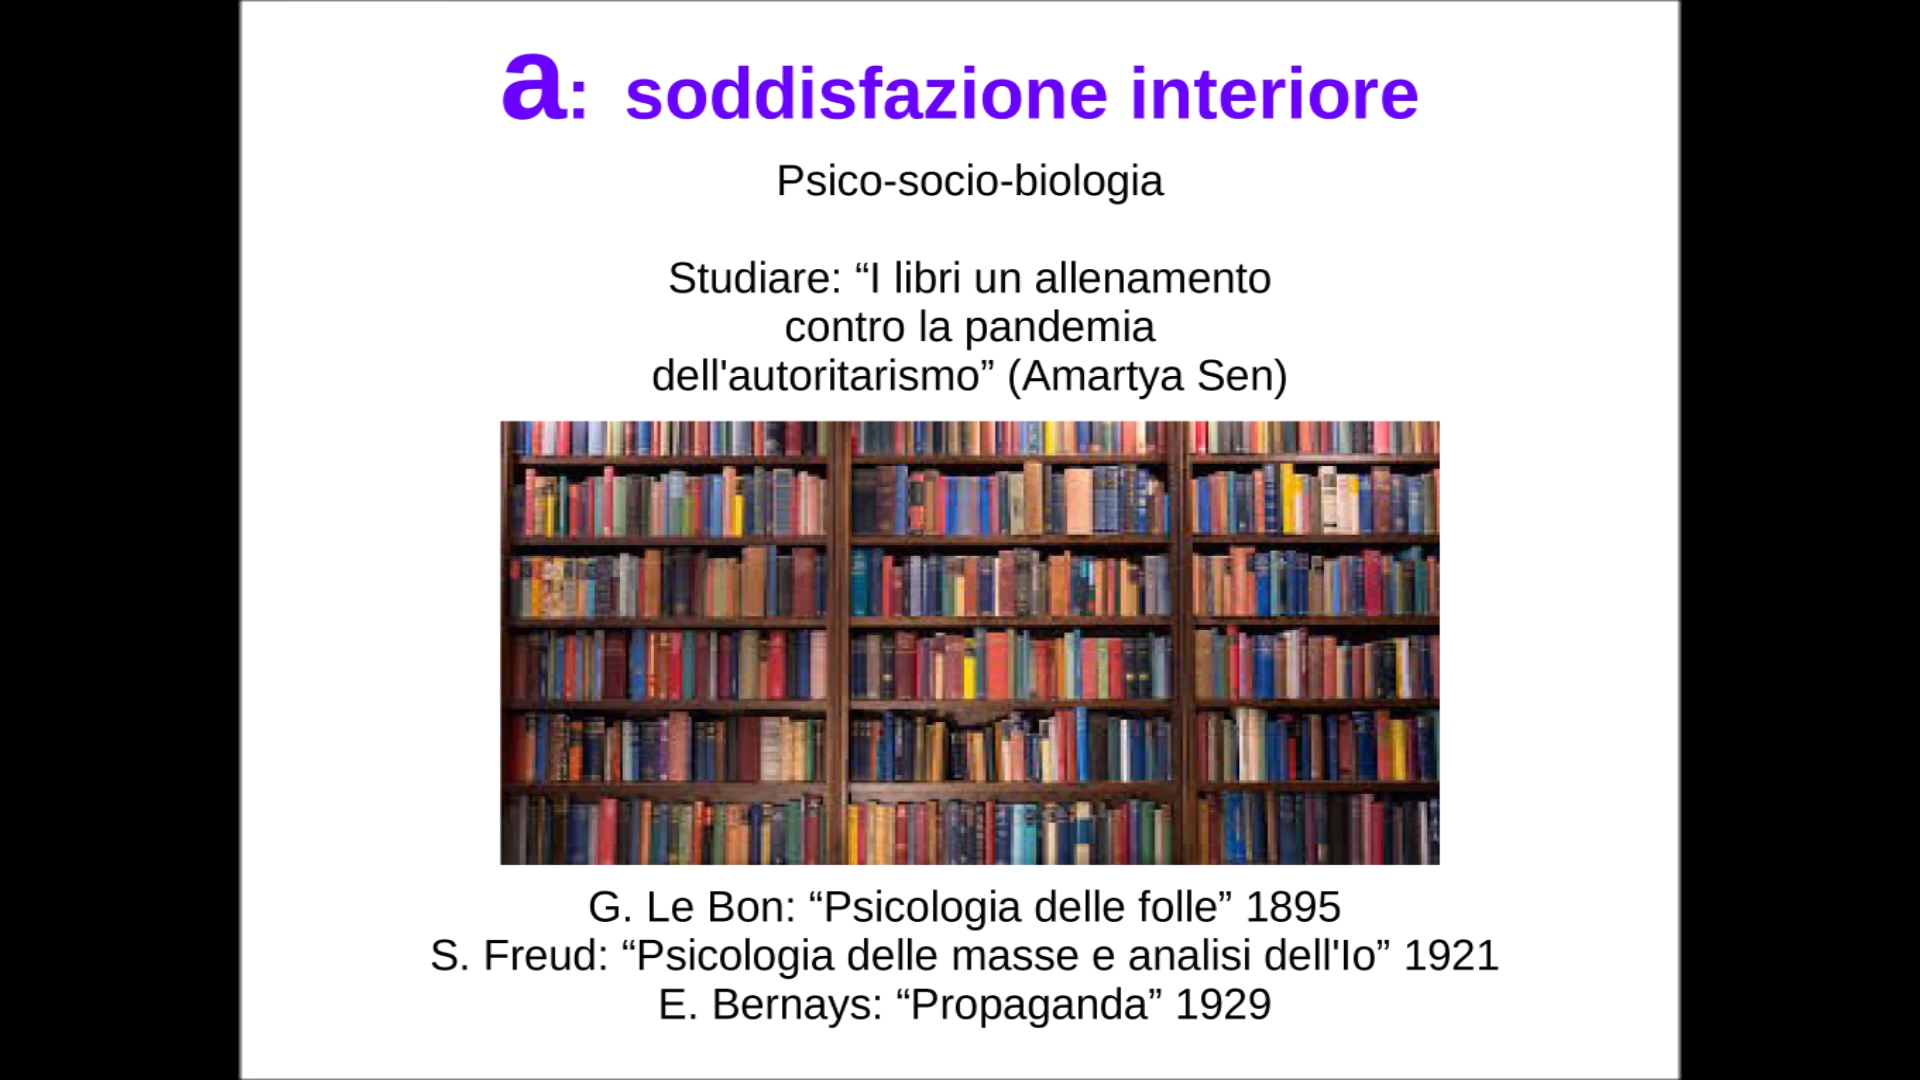 a: soddisfazione interiore
Psico-socio-biologia
Studiare: “I libri un allenamento
contro la pandemia
dell'autoritarismo” (Amartya Sen)
G. Le Bon: “Psicologia delle folle” 1895
S. Freud: “Psicologia delle masse e analisi dell'Io” 1921
E. Bernays: “Propaganda” 1929